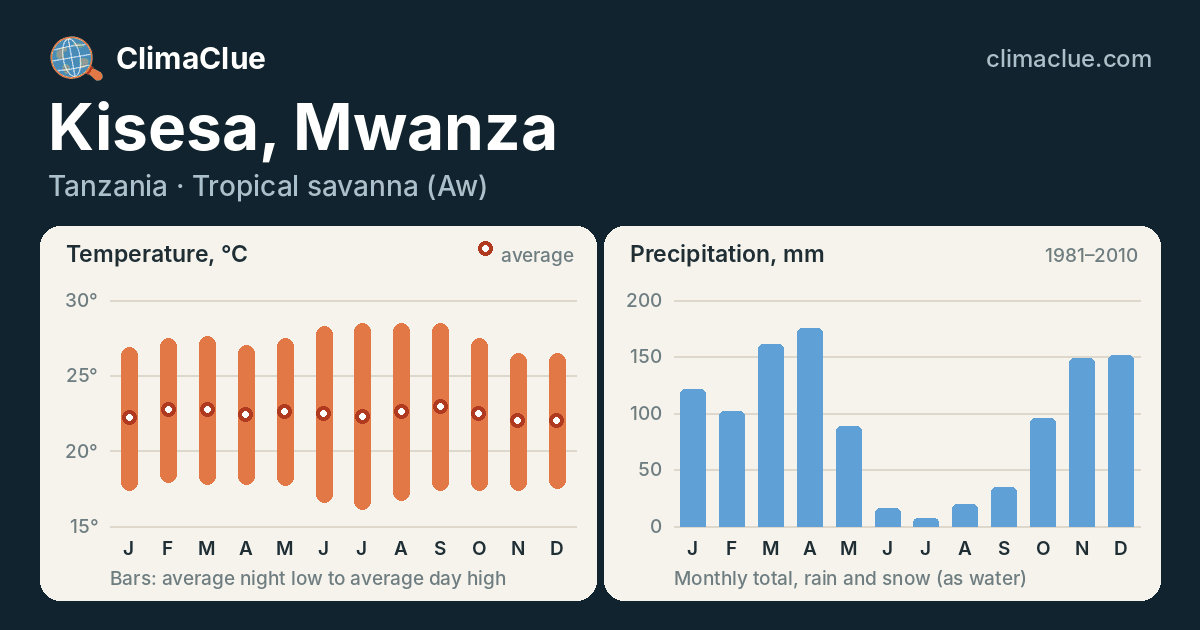 ClimaClue
climaclue.com
Kisesa, Mwanza
Tanzania · Tropical savanna (Aw)
Temperature, °C
average
30°
25°
20°
15°
J F M A M J J A S O N D
Bars: average night low to average day high
Precipitation, mm
1981–2010
200
150
100
50
0
J F M A M J J A S O N D
Monthly total, rain and snow (as water)